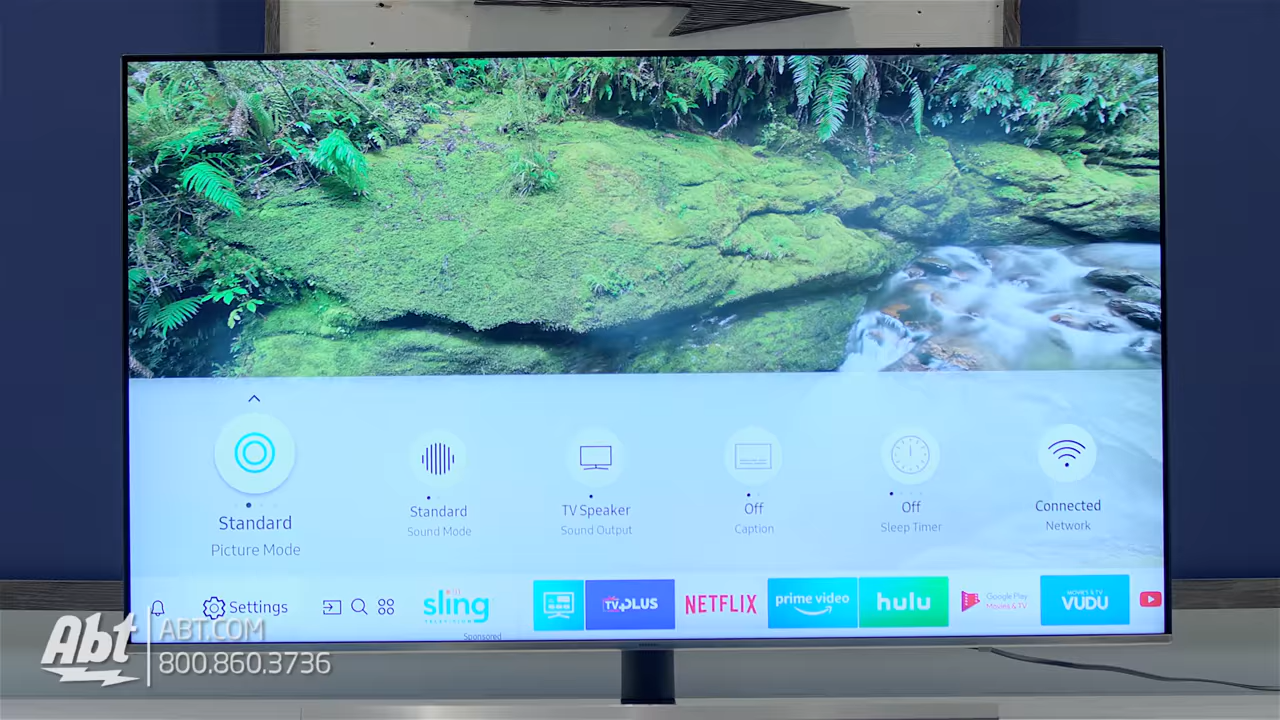 Standard
Picture Mode
Standard
Sound Mode
TV Speaker
Sound Output
Off
Caption
Off
Sleep Timer
Connected
Network
Settings
sling
TELEVISION
Sponsored
TV PLUS
NETFLIX
prime video
hulu
Google Play
Movies & TV
MOVIES & TV
VUDU
Abt
ABT.COM
800.860.3736